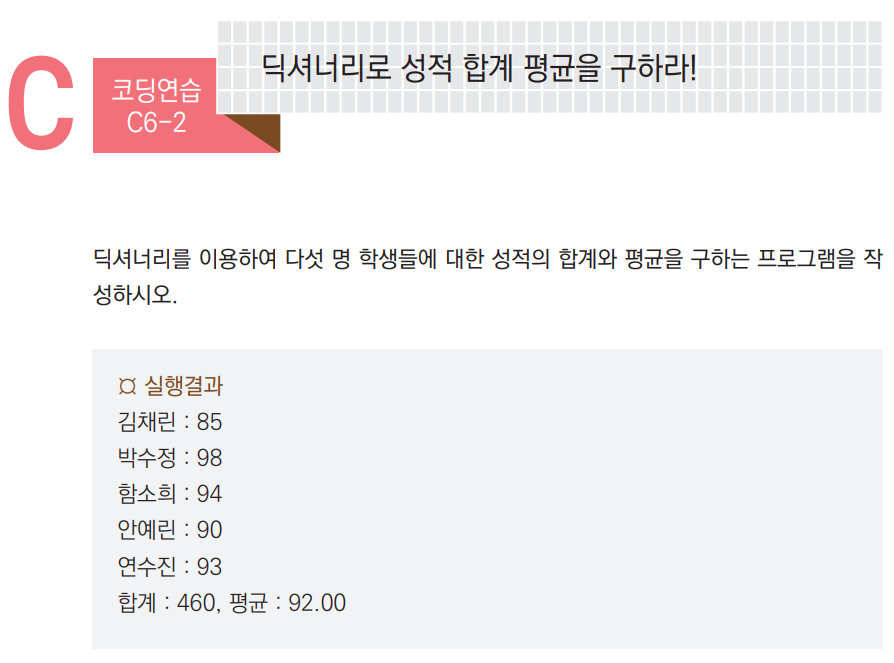 C
코딩연습
C6-2
딕셔너리로 성적 합계 평균을 구하라!
딕셔너리를 이용하여 다섯 명 학생들에 대한 성적의 합계와 평균을 구하는 프로그램을 작
성하시오.
¤ 실행결과
김채린 : 85
박수정 : 98
함소희 : 94
안예린 : 90
연수진 : 93
합계 : 460, 평균 : 92.00